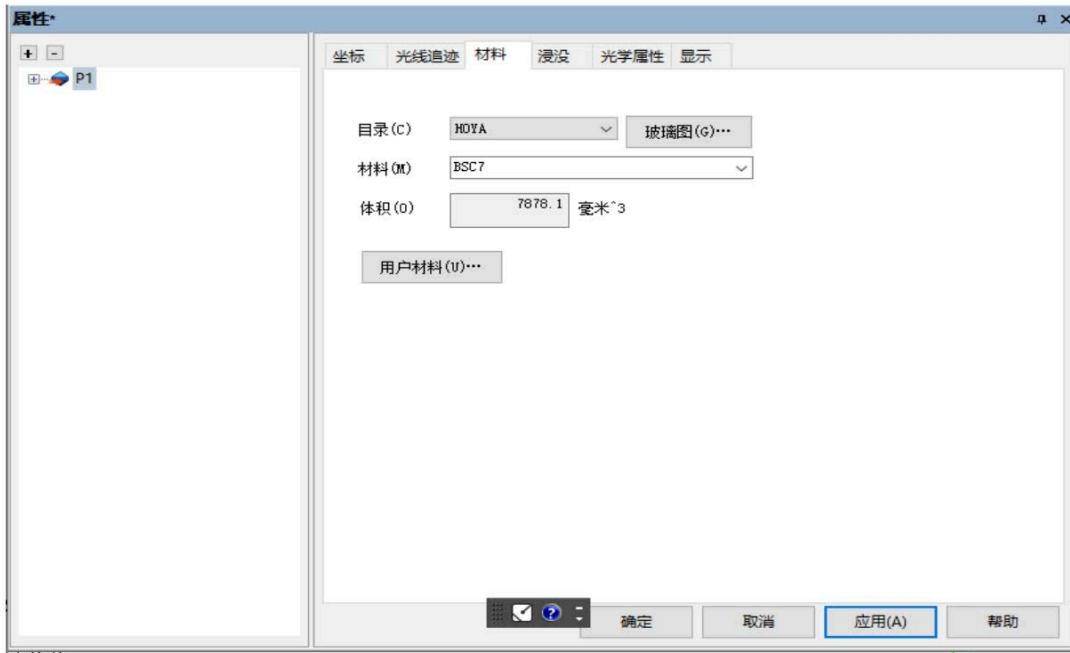 属性*
+ -
P1
坐标 光线追迹 材料 浸没 光学属性 显示
目录(C) HOYA 玻璃图(G)…
材料(M) BSC7
体积(O) 7878.1 毫米^3
用户材料(U)…
确定 取消 应用(A) 帮助